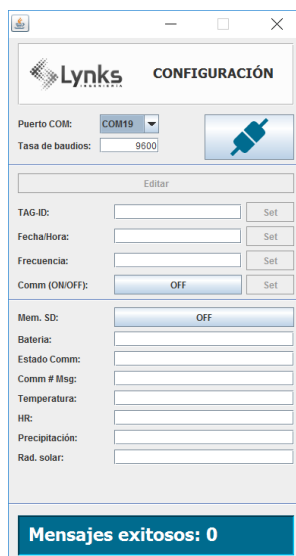 Lynks
INGENIERÍA
CONFIGURACIÓN
Puerto COM: COM19
Tasa de baudios: 9600
Editar
TAG-ID: Set
Fecha/Hora: Set
Frecuencia: Set
Comm (ON/OFF): OFF Set
Mem. SD: OFF
Bateria:
Estado Comm:
Comm # Msg:
Temperatura:
HR:
Precipitación:
Rad. solar:
Mensajes exitosos: 0